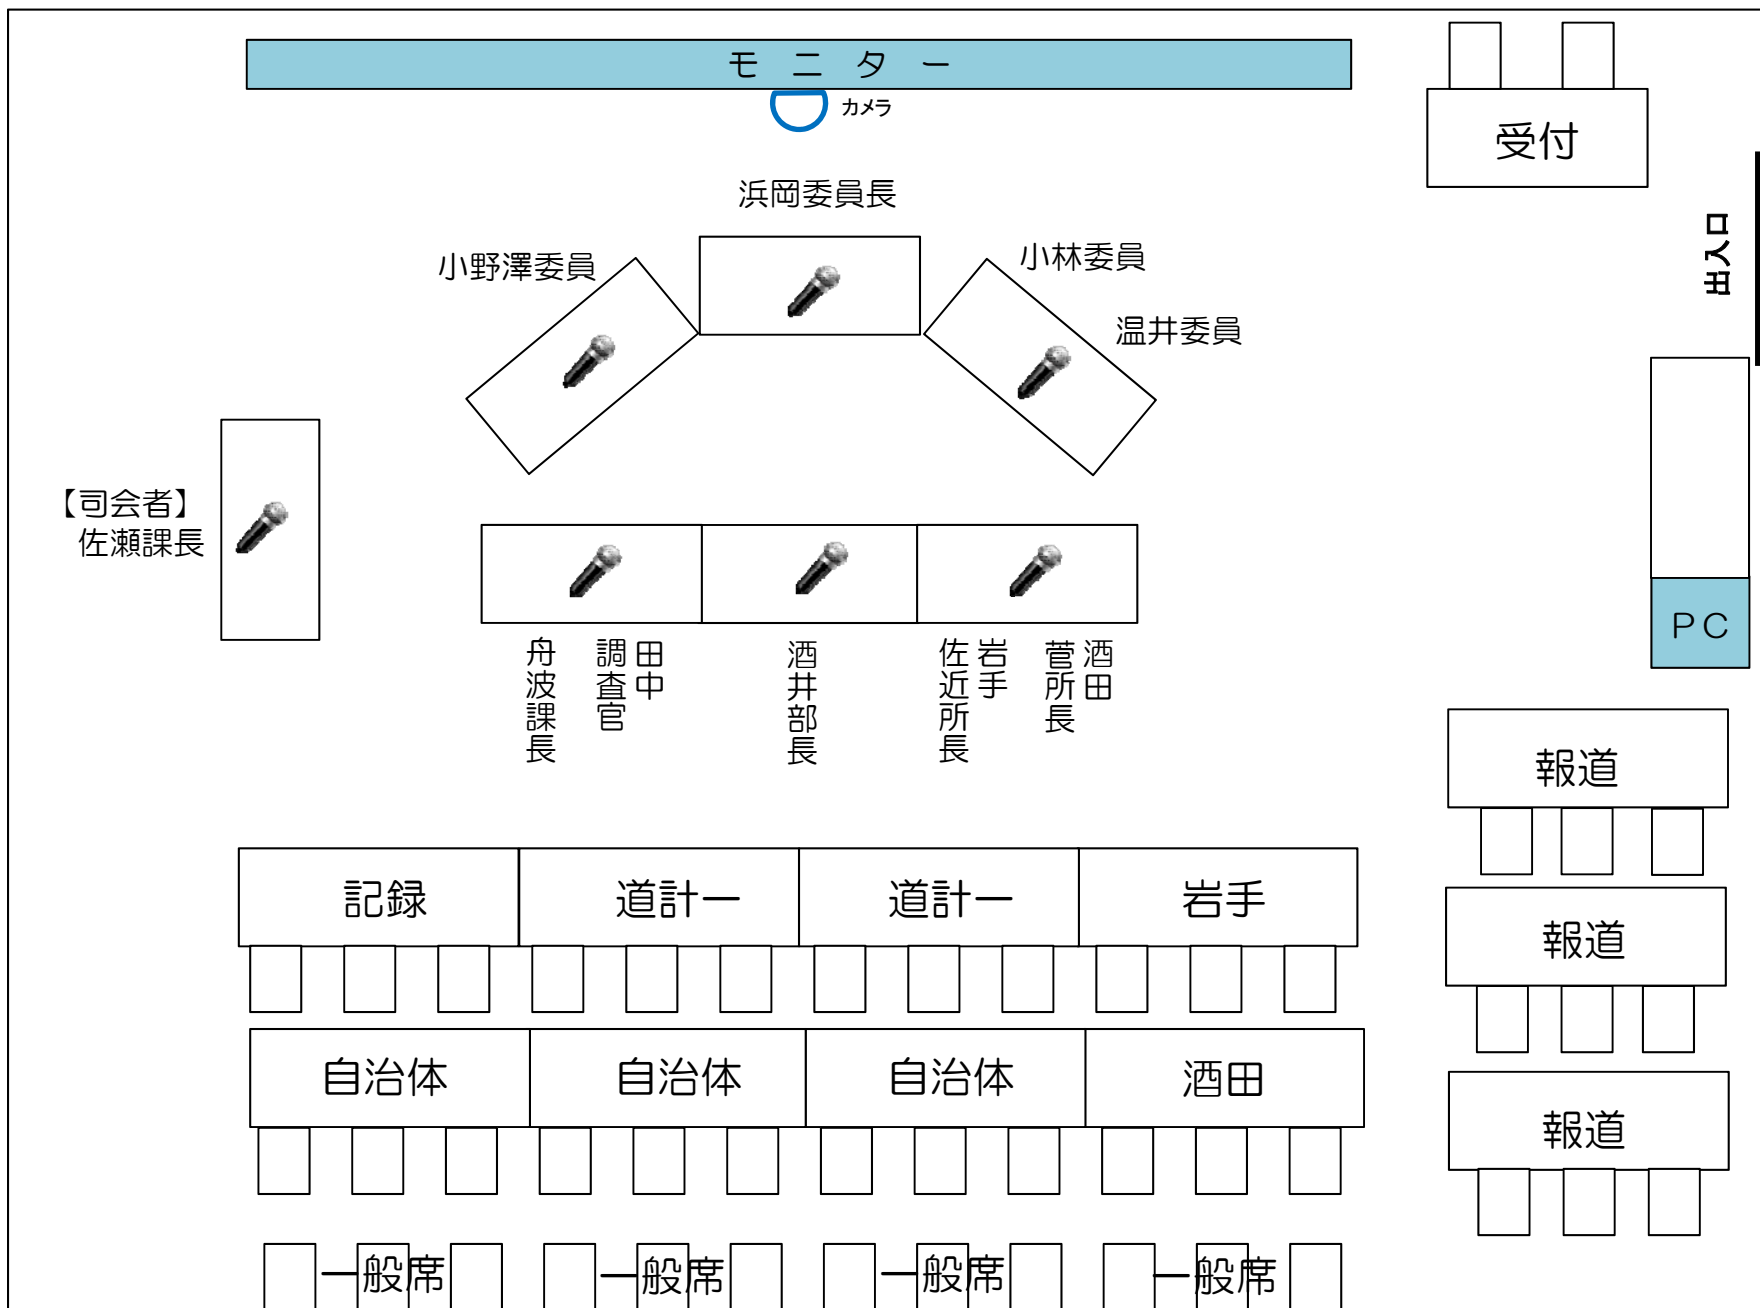 モニター
カメラ
受付
出入口
浜岡委員長
小野澤委員
小林委員
温井委員
【司会者】
佐瀬課長
PC
舟波課長
田中
調査官
酒井部長
岩手
佐近所長
酒田
菅所長
報道
記録
道計一
道計一
岩手
報道
自治体
自治体
自治体
酒田
報道
一般席
一般席
一般席
一般席